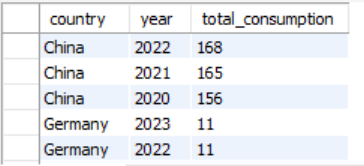 country year total_consumption
China 2022 168
China 2021 165
China 2020 156
Germany 2023 11
Germany 2022 11